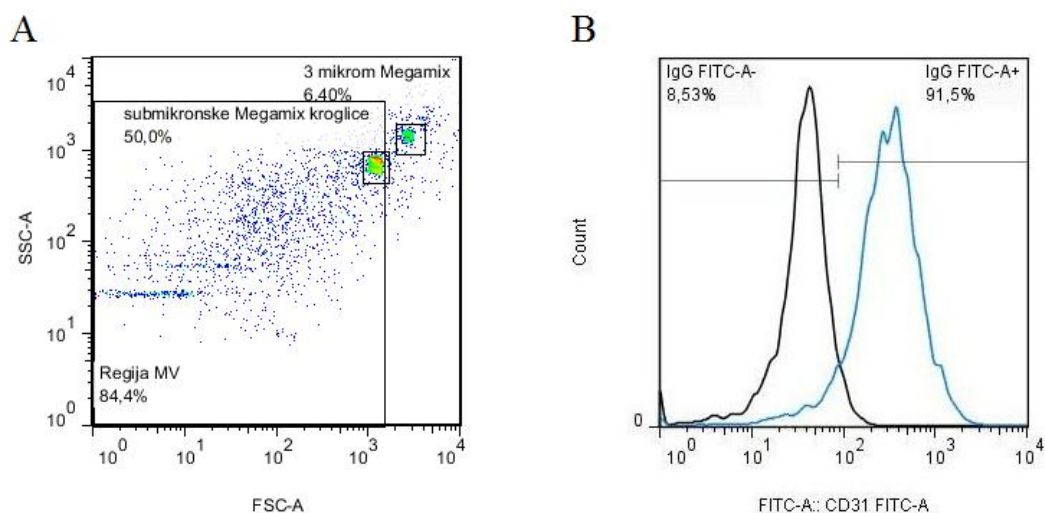 A
B
10^4
10^3
10^2
10^1
10^0
SSC-A
3 mikrom Megamix
6.40%
submikronske Megamix kroglice
50,0%
Regija MV
84,4%
10^0 10^1 10^2 10^3 10^4
FSC-A
IgG FITC-A-
8,53%
IgG FITC-A+
91,5%
Count
0
10^0 10^1 10^2 10^3 10^4
FITC-A:: CD31 FITC-A